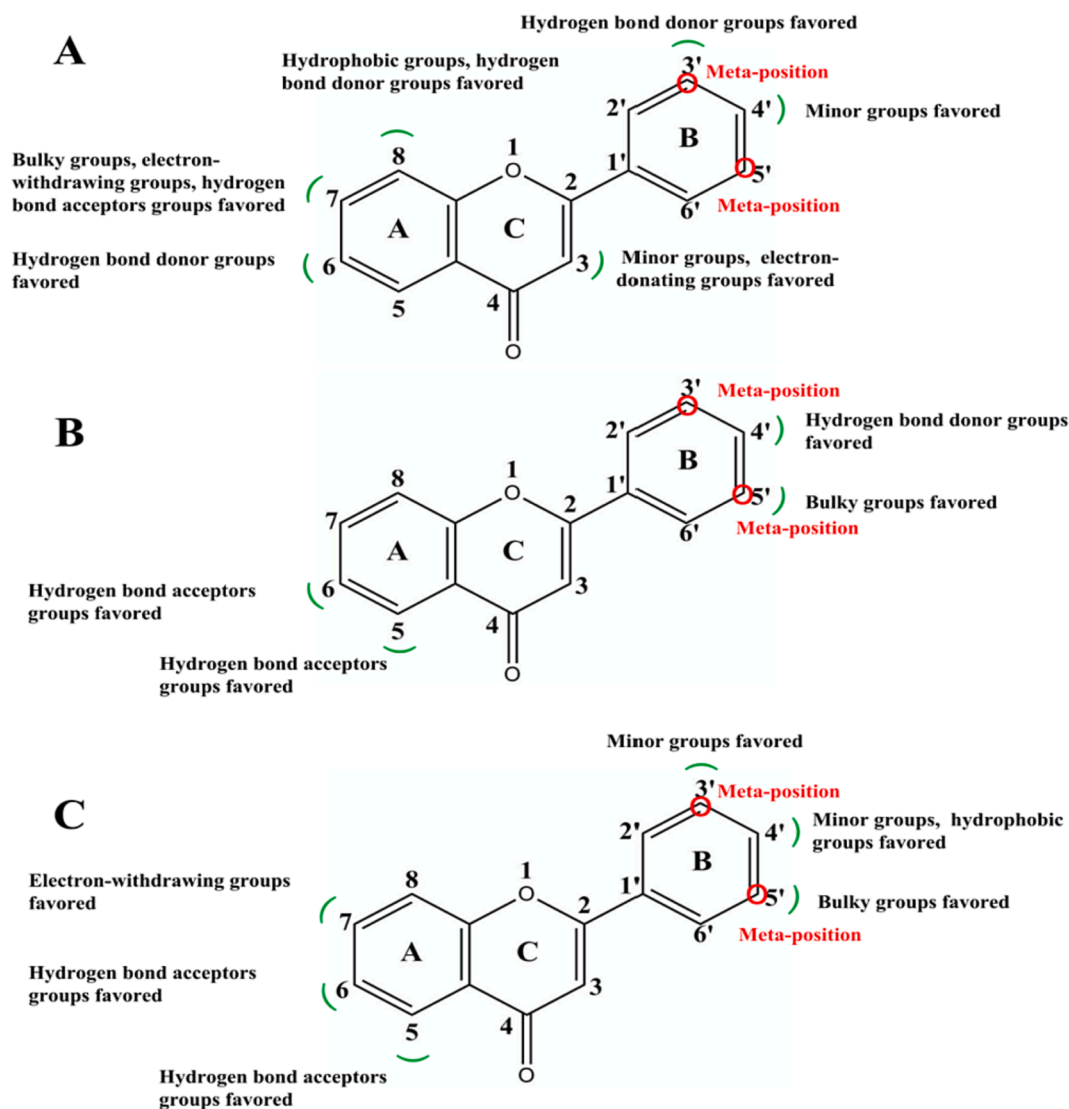 A
Hydrogen bond donor groups favored
Hydrophobic groups, hydrogen
bond donor groups favored
3'
Meta-position
2'
4'
Minor groups favored
B
Bulky groups, electron-
withdrawing groups, hydrogen
bond acceptors groups favored
8
1
O
1'
2
5'
7
6'
Meta-position
A
C
Hydrogen bond donor groups
favored
6
3
Minor groups, electron-
donating groups favored
5
4
O
B
3'
Meta-position
2'
4'
Hydrogen bond donor groups
favored
B
8
1
O
1'
2
5'
Bulky groups favored
7
6'
Meta-position
A
C
Hydrogen bond acceptors
groups favored
6
3
5
4
Hydrogen bond acceptors
groups favored
O
Minor groups favored
C
3'
Meta-position
2'
4'
Minor groups, hydrophobic
groups favored
B
Electron-withdrawing groups
favored
8
1
O
1'
2
5'
Bulky groups favored
7
6'
Meta-position
A
C
Hydrogen bond acceptors
groups favored
6
3
5
4
Hydrogen bond acceptors
groups favored
O